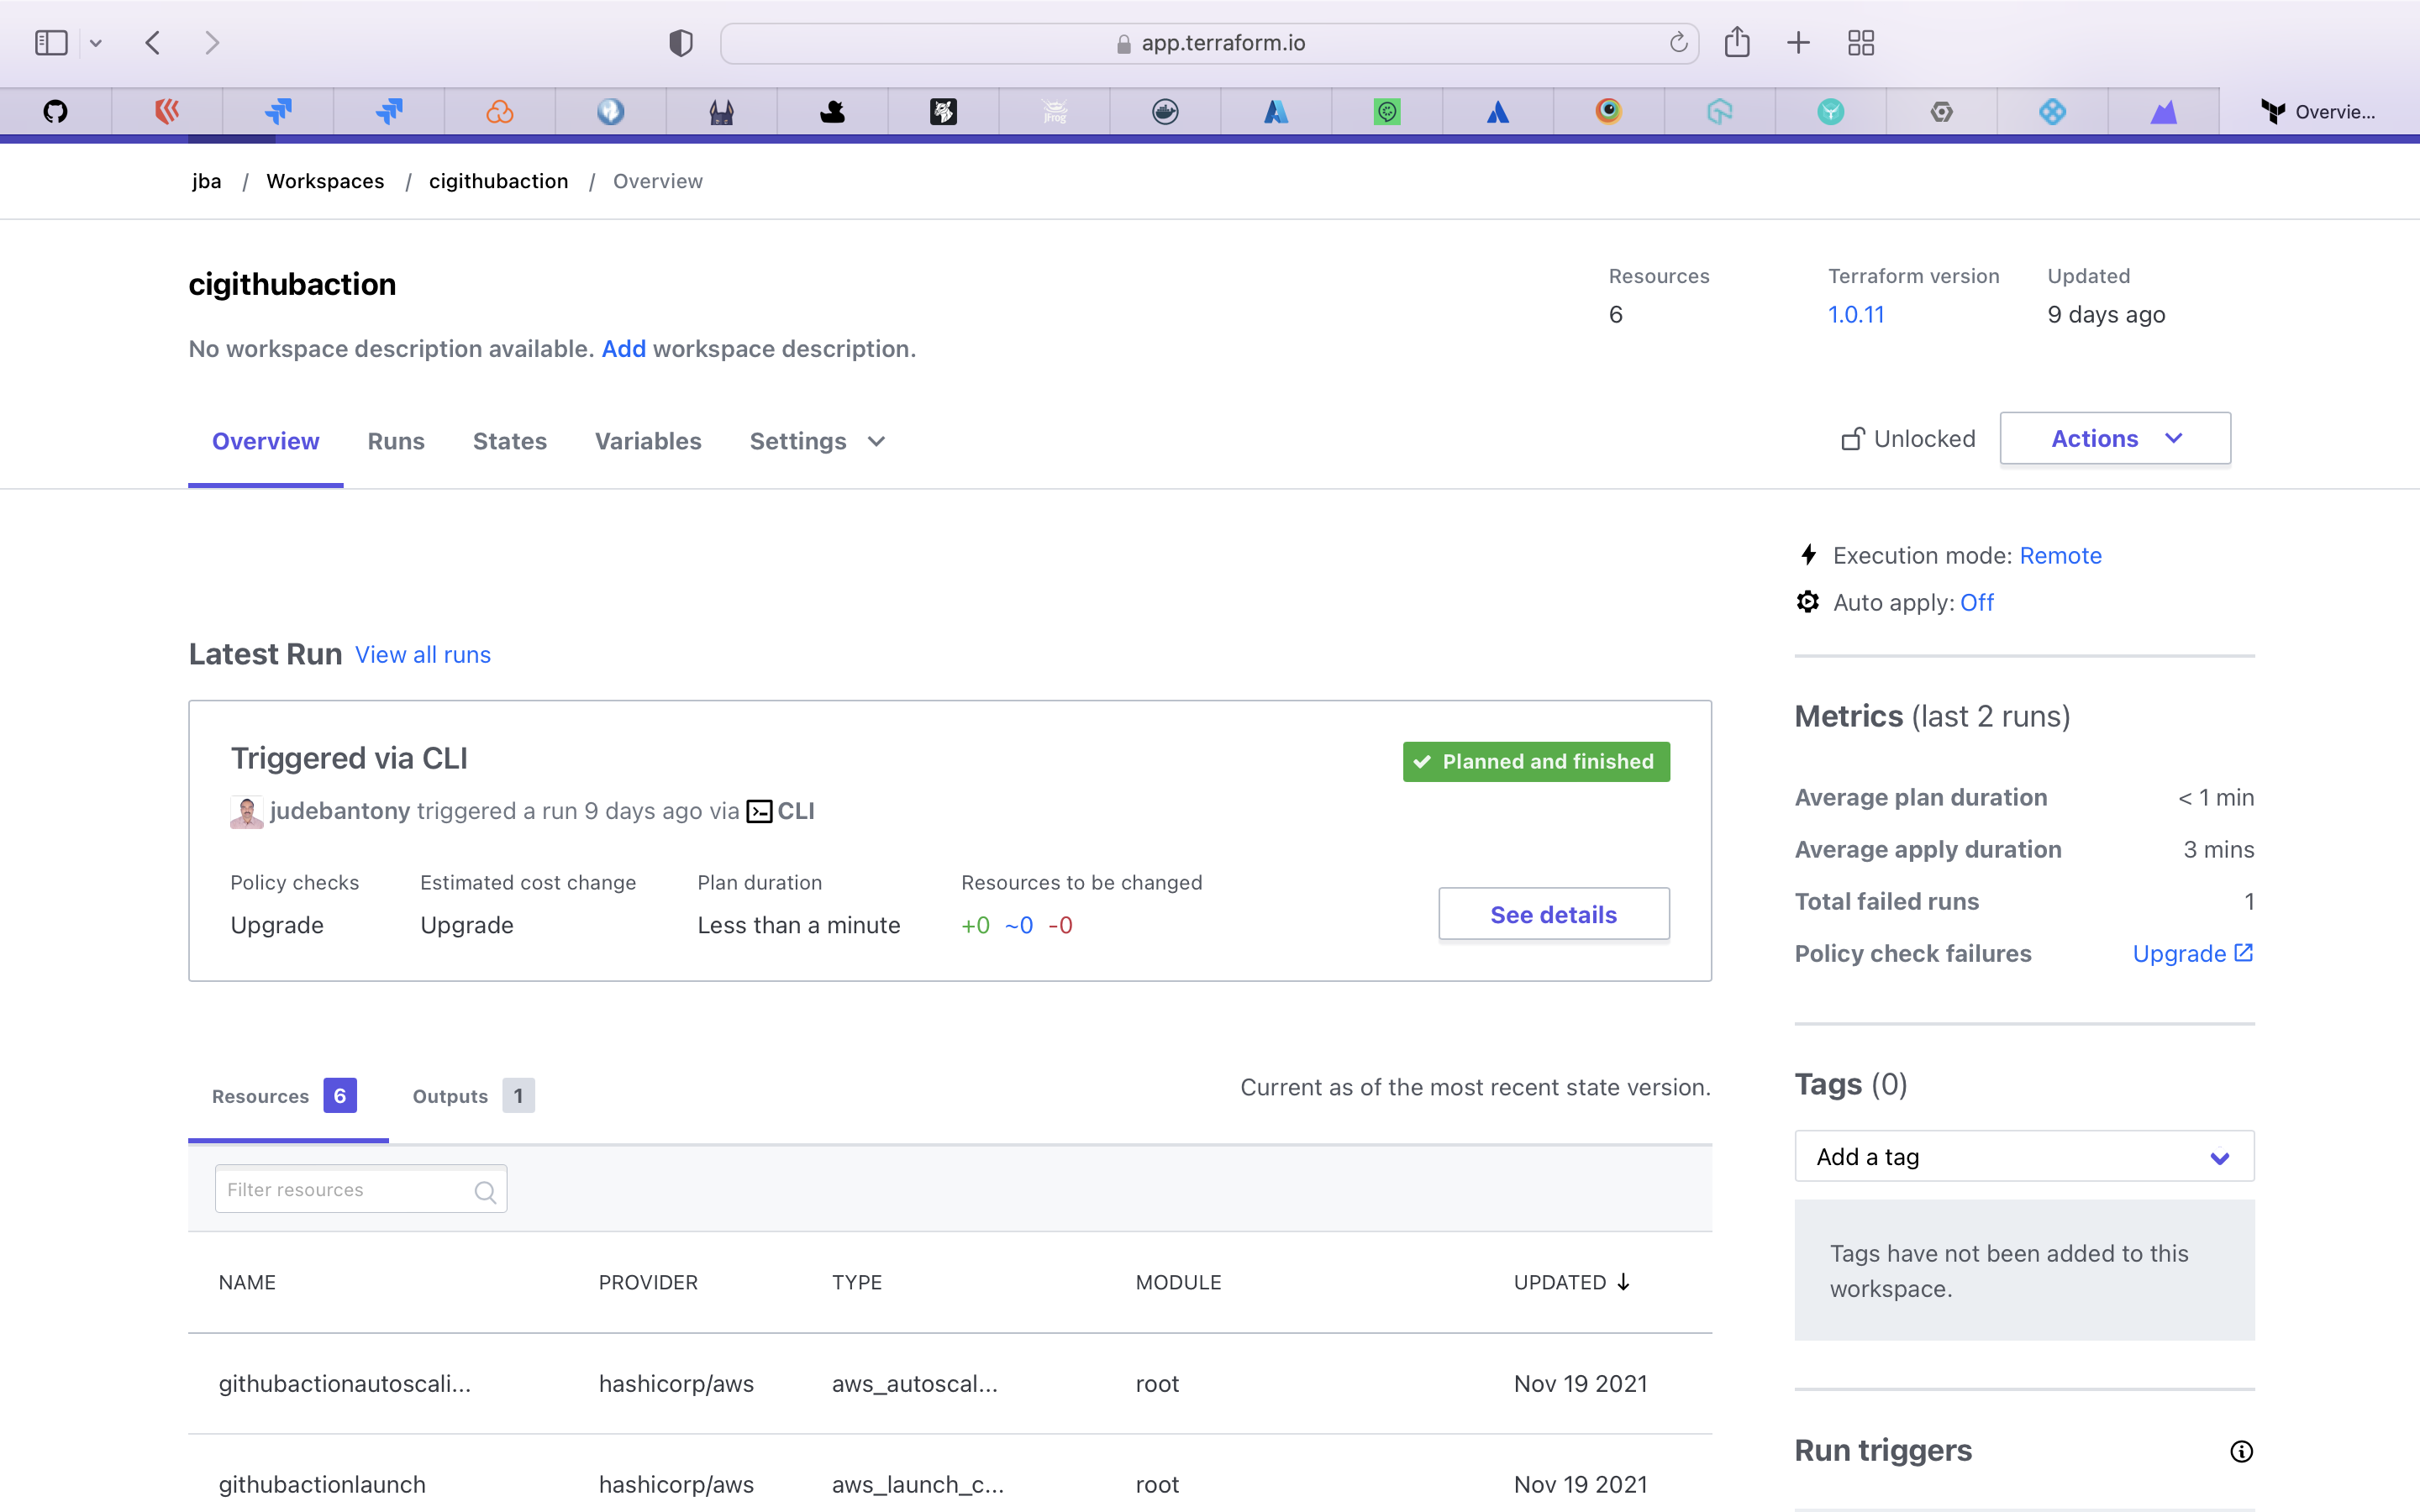 app.terraform.io
JFrog
Overvie...
jba / Workspaces / cigithubaction / Overview
cigithubaction
No workspace description available. Add workspace description.
Resources
6
Terraform version
1.0.11
Updated
9 days ago
Overview Runs States Variables Settings
Unlocked
Actions
Execution mode: Remote
Auto apply: Off
Latest Run View all runs
Triggered via CLI
Planned and finished
judebantony triggered a run 9 days ago via CLI
Policy checks
Upgrade
Estimated cost change
Upgrade
Plan duration
Less than a minute
Resources to be changed
+0 ~0 -0
See details
Metrics (last 2 runs)
Average plan duration < 1 min
Average apply duration 3 mins
Total failed runs 1
Policy check failures Upgrade
Resources 6 Outputs 1
Current as of the most recent state version.
Filter resources
NAME PROVIDER TYPE MODULE UPDATED
githubactionautoscali... hashicorp/aws aws_autoscal... root Nov 19 2021
githubactionlaunch hashicorp/aws aws_launch_c... root Nov 19 2021
Tags (0)
Add a tag
Tags have not been added to this
workspace.
Run triggers